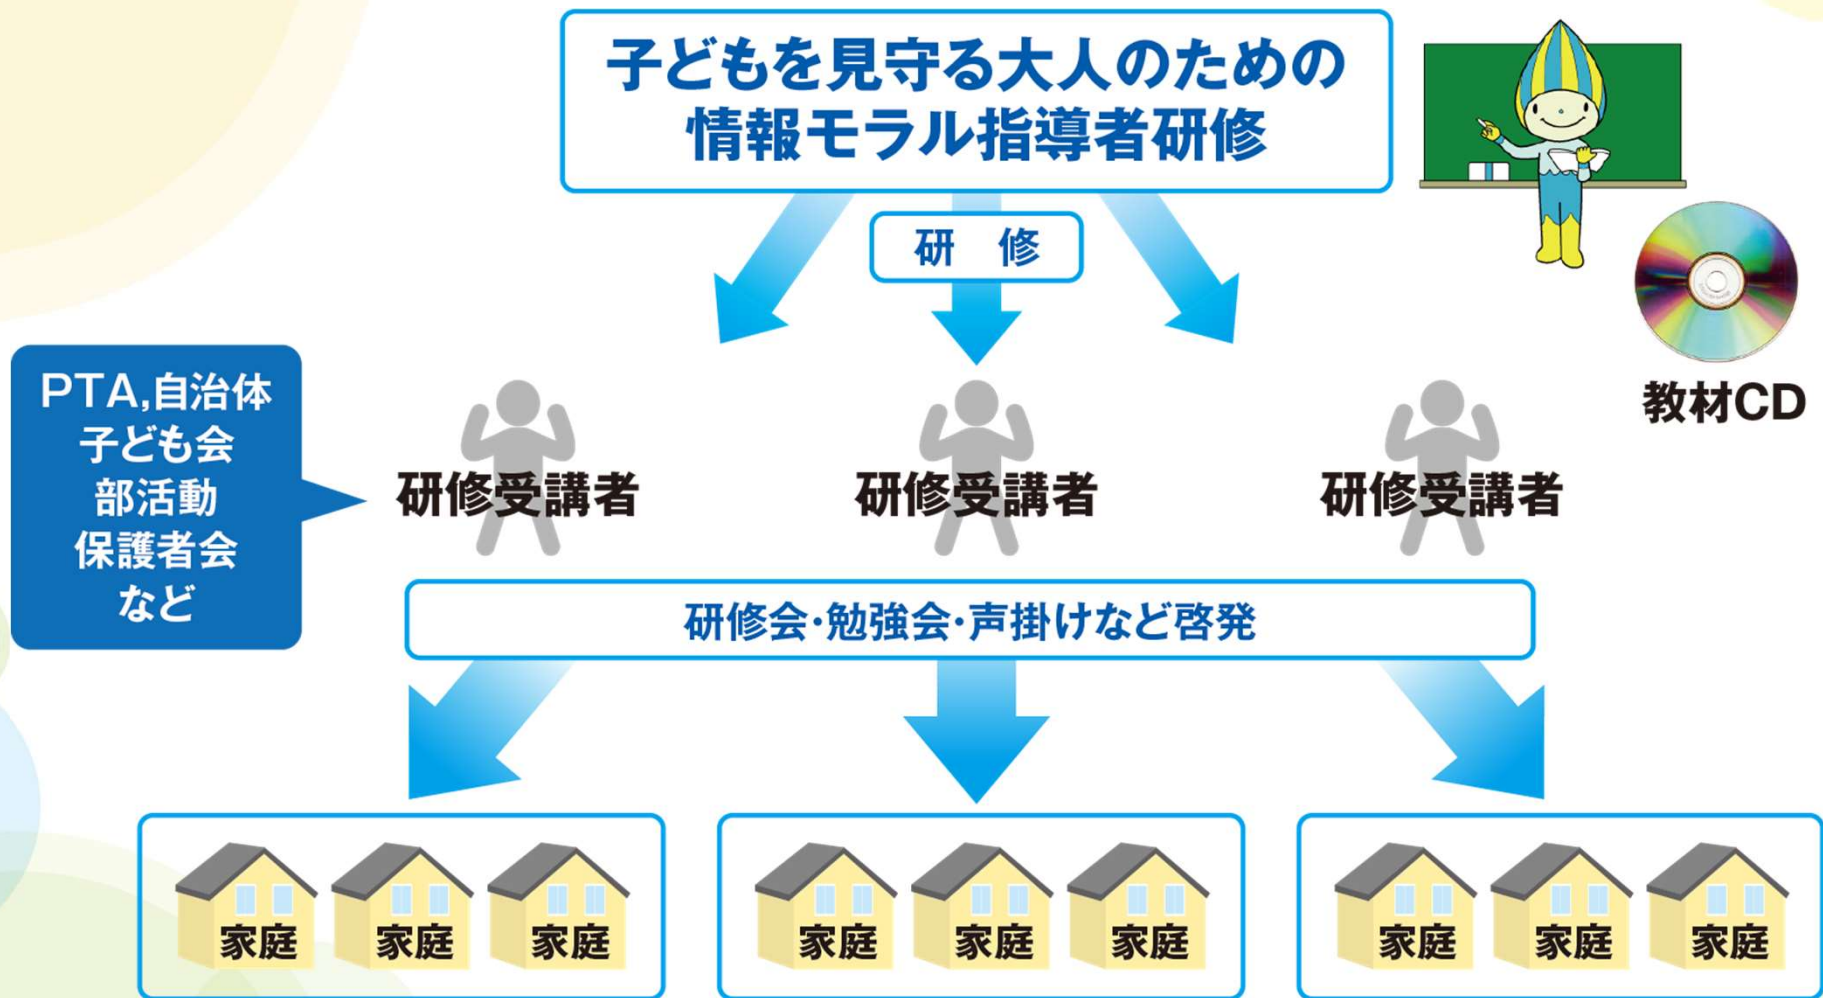 子どもを見守る大人のための
情報モラル指導者研修
研 修
教材CD
PTA,自治体
子ども会
部活動
保護者会
など
研修受講者
研修受講者
研修受講者
研修会・勉強会・声掛けなど啓発
家庭
家庭
家庭
家庭
家庭
家庭
家庭
家庭
家庭